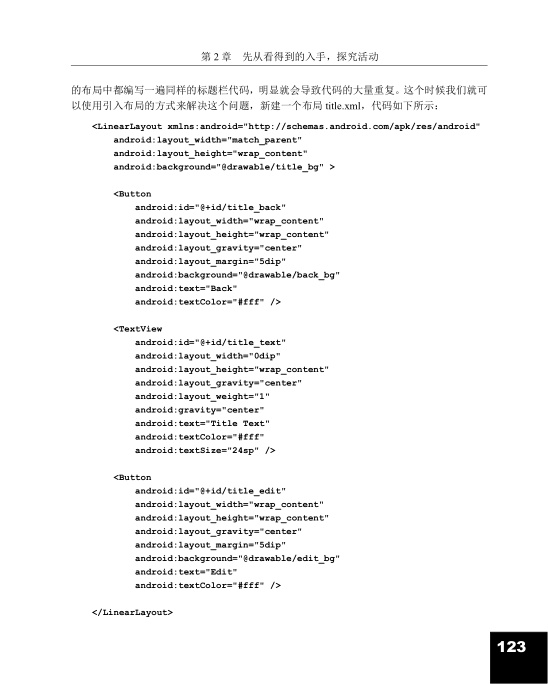 第 2 章　先从看得到的入手，探究活动
的布局中都编写一遍同样的标题栏代码，明显就会导致代码的大量重复。这个时候我们就可
以使用引入布局的方式来解决这个问题，新建一个布局 title.xml，代码如下所示：
<LinearLayout xmlns:android="http://schemas.android.com/apk/res/android"
    android:layout_width="match_parent"
    android:layout_height="wrap_content"
    android:background="@drawable/title_bg" >

    <Button
        android:id="@+id/title_back"
        android:layout_width="wrap_content"
        android:layout_height="wrap_content"
        android:layout_gravity="center"
        android:layout_margin="5dip"
        android:background="@drawable/back_bg"
        android:text="Back"
        android:textColor="#fff" />

    <TextView
        android:id="@+id/title_text"
        android:layout_width="0dip"
        android:layout_height="wrap_content"
        android:layout_gravity="center"
        android:layout_weight="1"
        android:gravity="center"
        android:text="Title Text"
        android:textColor="#fff"
        android:textSize="24sp" />

    <Button
        android:id="@+id/title_edit"
        android:layout_width="wrap_content"
        android:layout_height="wrap_content"
        android:layout_gravity="center"
        android:layout_margin="5dip"
        android:background="@drawable/edit_bg"
        android:text="Edit"
        android:textColor="#fff" />

</LinearLayout>
123